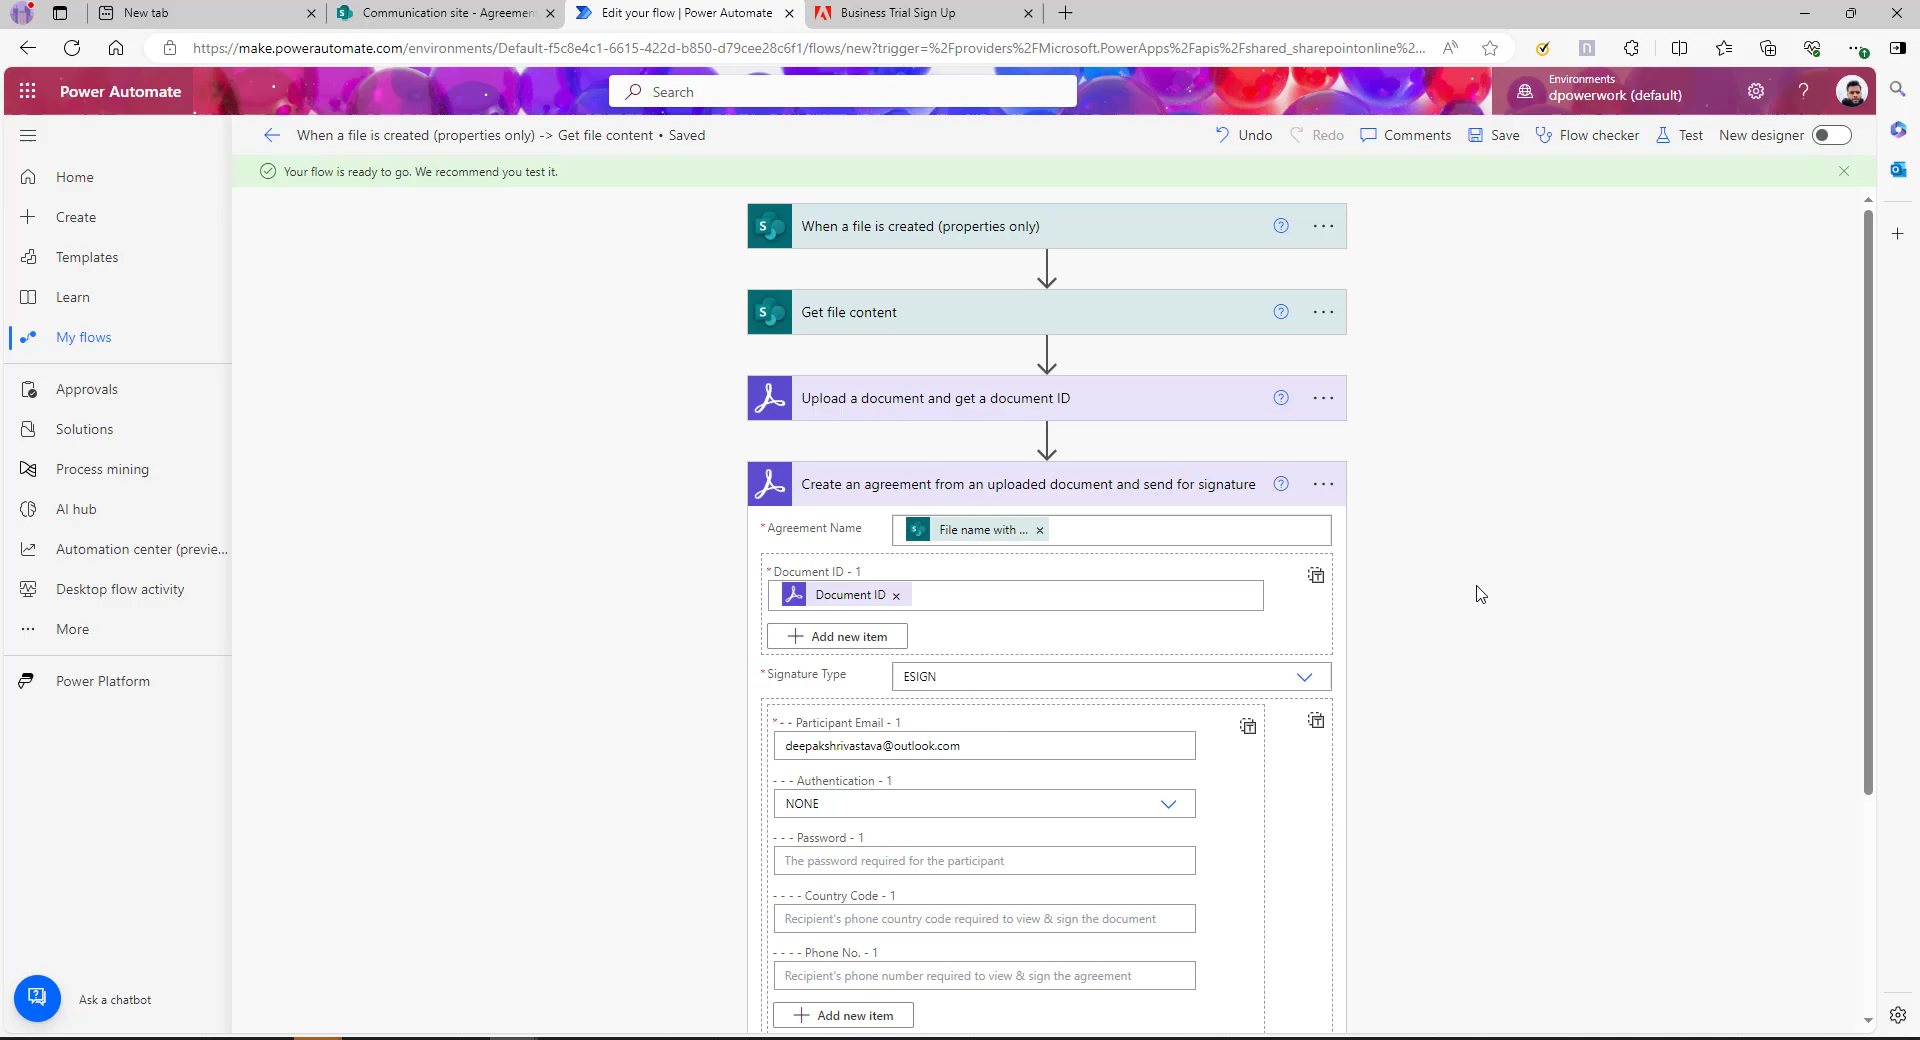 New tab
Communication site - Agreemen
Edit your flow | Power Automate
Business Trial Sign Up
https://make.powerautomate.com/environments/Default-f5c8e4c1-6615-422d-b850-d79cee28c6f1/flows/new?trigger=%2Fproviders%2FMicrosoft.PowerApps%2Fapis%2Fshared_sharepointonline%2...
Power Automate
Search
Environments
dpowerwork (default)
When a file is created (properties only) -> Get file content • Saved
Undo
Redo
Comments
Save
Flow checker
Test
New designer
Your flow is ready to go. We recommend you test it.
Home
Create
Templates
Learn
My flows
Approvals
Solutions
Process mining
AI hub
Automation center (previe...
Desktop flow activity
More
Power Platform
Ask a chatbot
When a file is created (properties only)
Get file content
Upload a document and get a document ID
Create an agreement from an uploaded document and send for signature
* Agreement Name
File name with ... ×
* Document ID - 1
Document ID ×
Add new item
* Signature Type
ESIGN
* - - Participant Email - 1
deepakshrivastava@outlook.com
- - - Authentication - 1
NONE
- - - Password - 1
The password required for the participant
- - - - Country Code - 1
Recipient's phone country code required to view & sign the document
- - - - Phone No. - 1
Recipient's phone number required to view & sign the agreement
Add new item